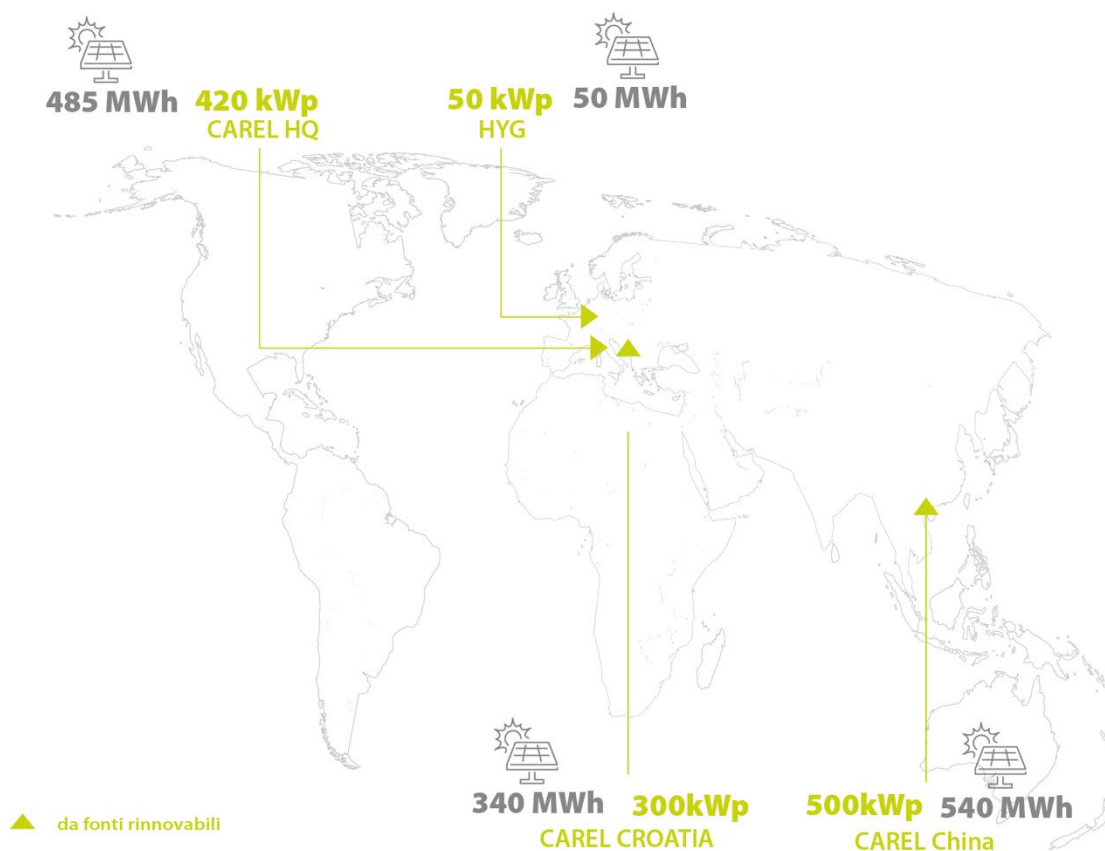 485 MWh
420 kWp
CAREL HQ
50 kWp
HYG
50 MWh
340 MWh
300kWp
CAREL CROATIA
500kWp
CAREL China
540 MWh
da fonti rinnovabili